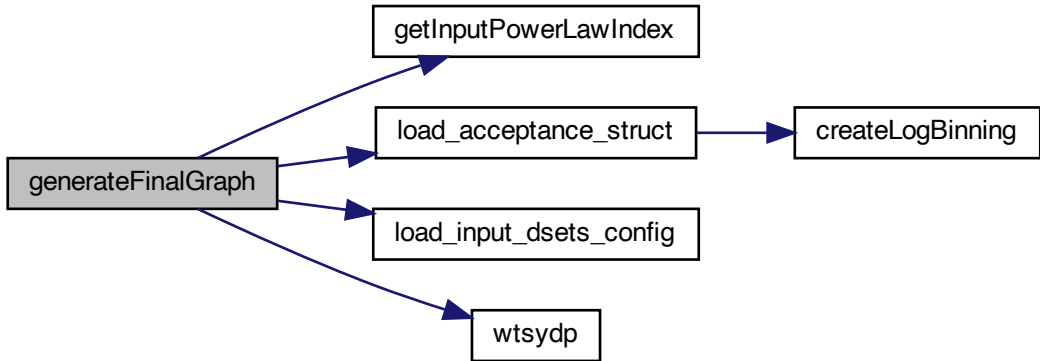 getInputPowerLawIndex
load_acceptance_struct
createLogBinning
generateFinalGraph
load_input_dsets_config
wtsydp